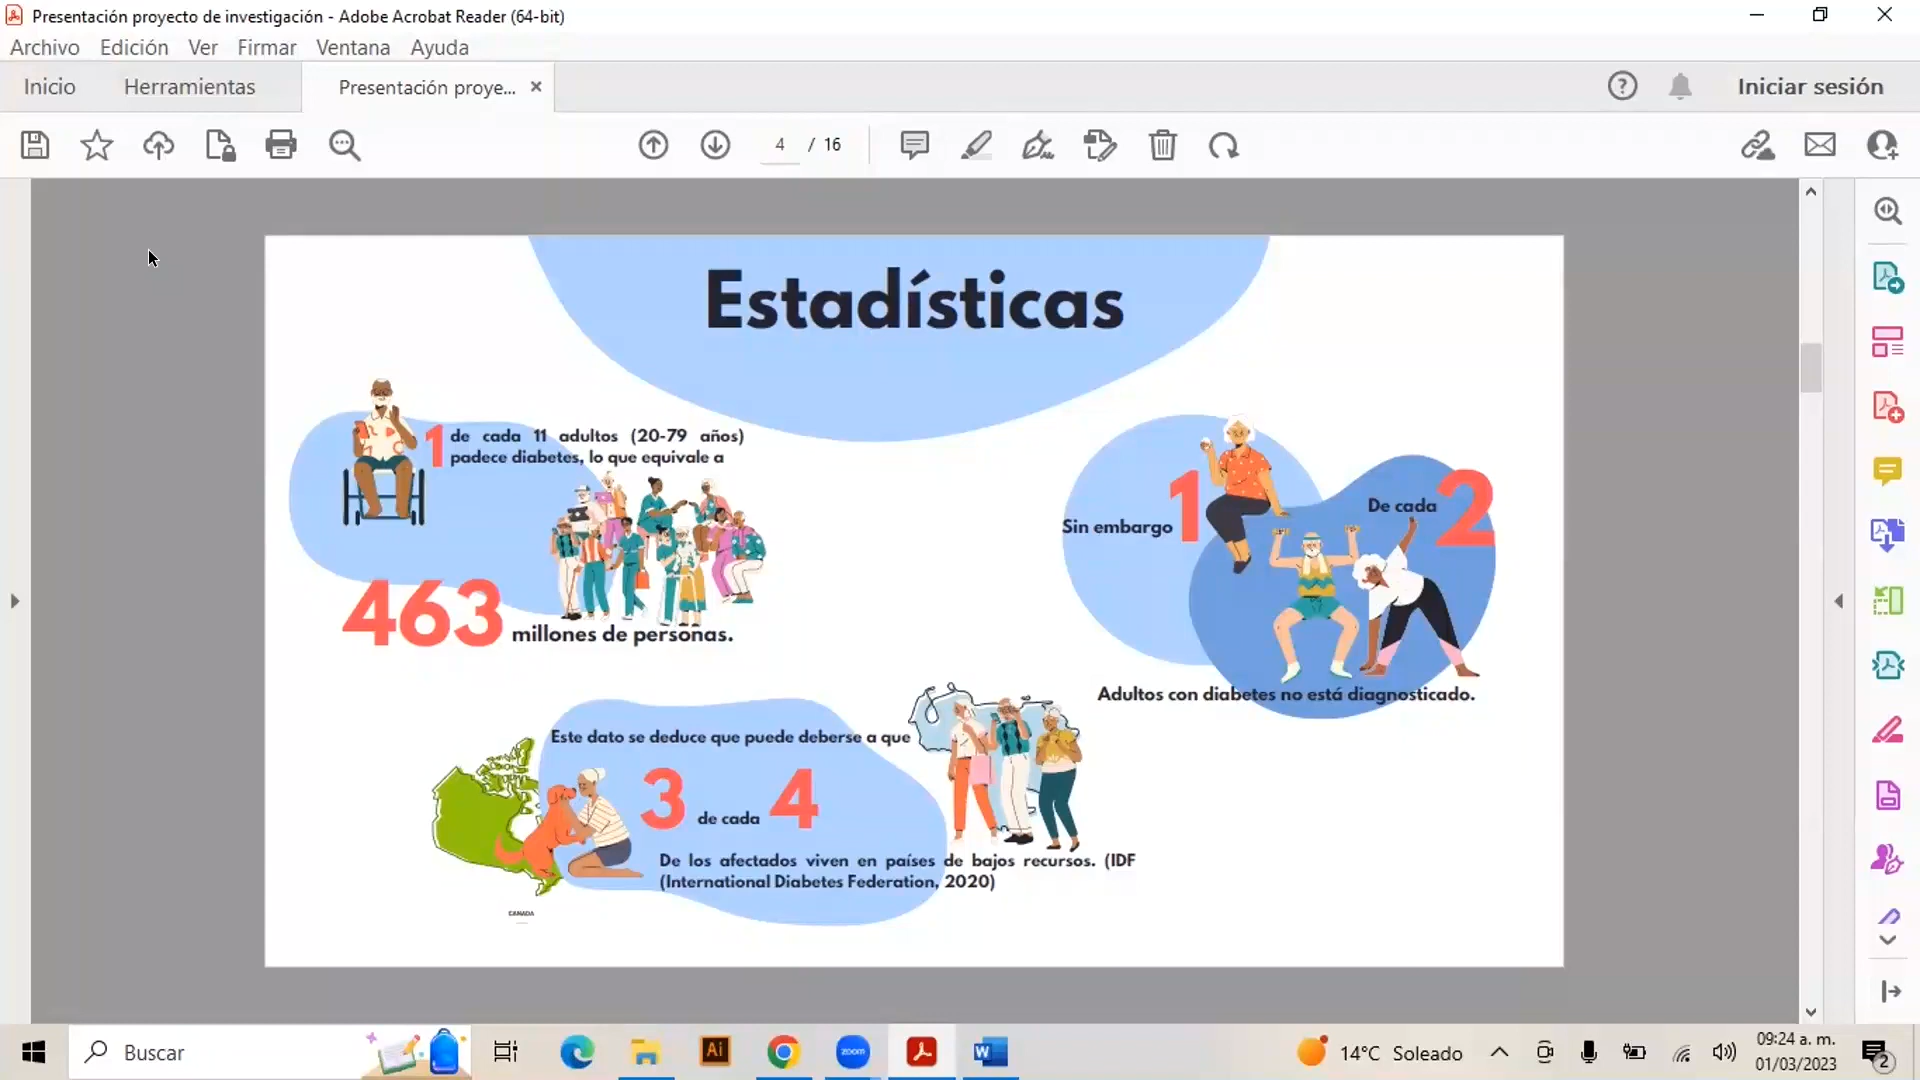 Presentación proyecto de investigación - Adobe Acrobat Reader (64-bit)
Archivo Edición Ver Firmar Ventana Ayuda
Inicio Herramientas Presentación proye... Iniciar sesión
4 / 16
Estadísticas
1 de cada 11 adultos (20-79 años)
padece diabetes, lo que equivale a
463 millones de personas.
Sin embargo 1 De cada 2
Adultos con diabetes no está diagnosticado.
Este dato se deduce que puede deberse a que
3 de cada 4
De los afectados viven en países de bajos recursos. (IDF
(International Diabetes Federation, 2020)
CANADA
Buscar
Ai
zoom
W
14°C Soleado
09:24 a. m.
01/03/2023
2